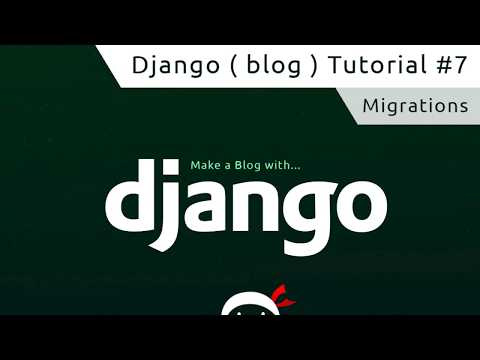 Django ( blog ) Tutorial #7
Migrations
Make a Blog with...
django